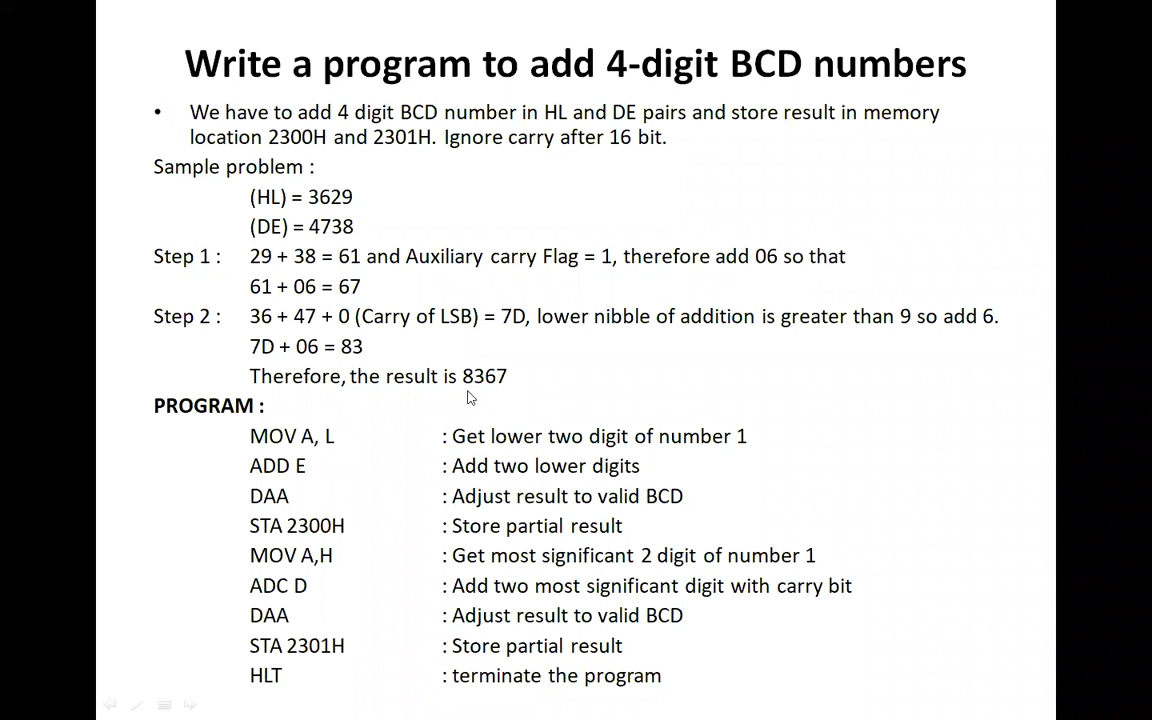 Write a program to add 4-digit BCD numbers
• We have to add 4 digit BCD number in HL and DE pairs and store result in memory
location 2300H and 2301H. Ignore carry after 16 bit.
Sample problem :
(HL) = 3629
(DE) = 4738
Step 1 : 29 + 38 = 61 and Auxiliary carry Flag = 1, therefore add 06 so that
61 + 06 = 67
Step 2 : 36 + 47 + 0 (Carry of LSB) = 7D, lower nibble of addition is greater than 9 so add 6.
7D + 06 = 83
Therefore, the result is 8367
PROGRAM :
MOV A, L : Get lower two digit of number 1
ADD E : Add two lower digits
DAA : Adjust result to valid BCD
STA 2300H : Store partial result
MOV A,H : Get most significant 2 digit of number 1
ADC D : Add two most significant digit with carry bit
DAA : Adjust result to valid BCD
STA 2301H : Store partial result
HLT : terminate the program